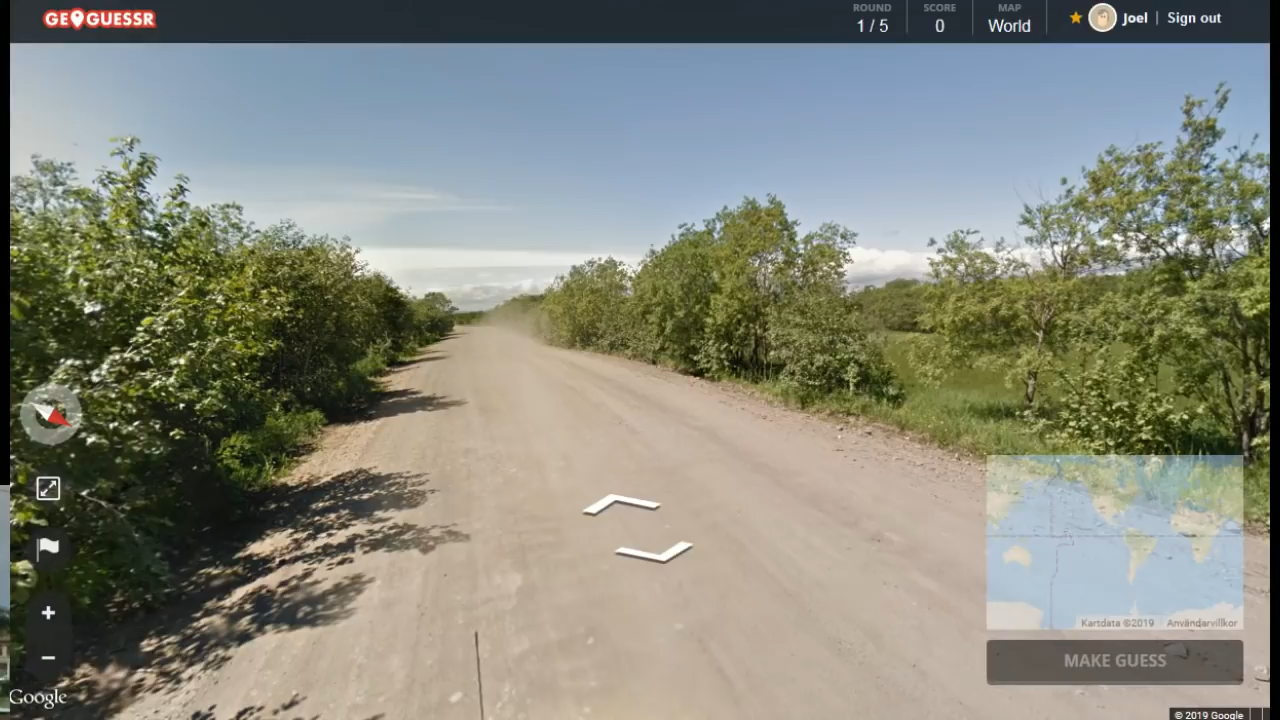 GEOGUESSR
ROUND
1 / 5
SCORE
0
MAP
World
Joel | Sign out
Kartdata ©2019 Användarvillkor
MAKE GUESS
Google
© 2019 Google